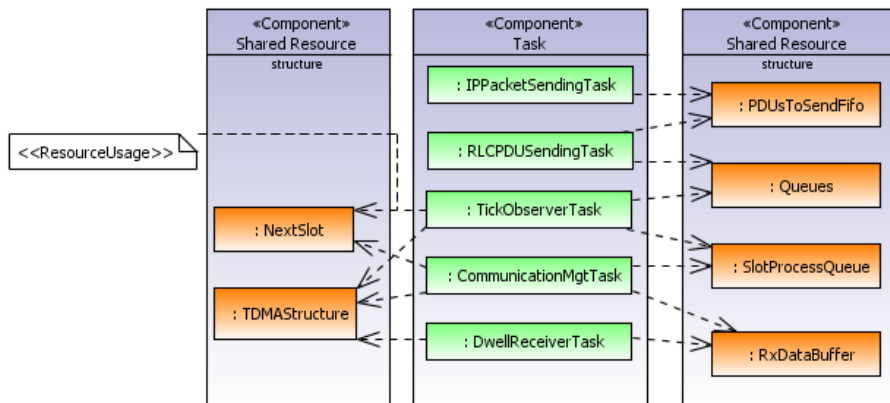 «Component»
Shared Resource
structure
«Component»
Task
«Component»
Shared Resource
structure
: IPPacketSendingTask
: PDUsToSendFifo
<<ResourceUsage>>
: RLCPDUSendingTask
: Queues
: NextSlot
: TickObserverTask
: CommunicationMgtTask
: SlotProcessQueue
: TDMAStructure
: DwellReceiverTask
: RxDataBuffer